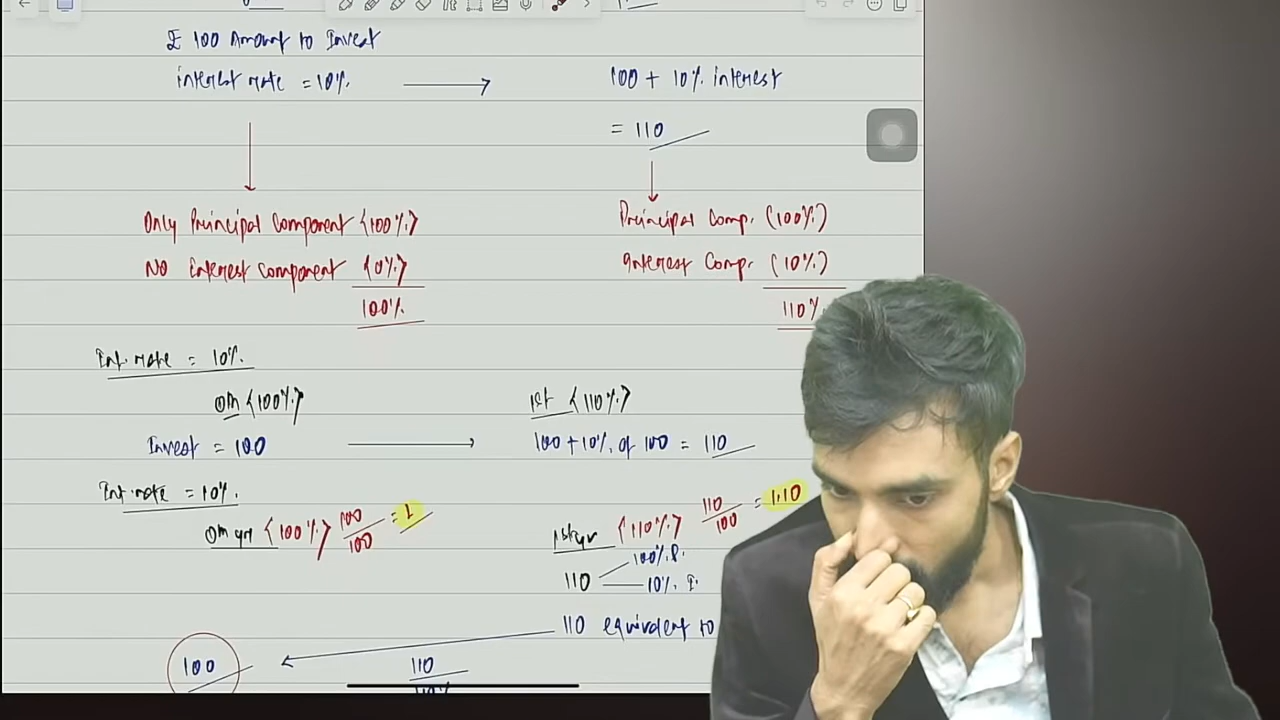 £ 100 Amount to Invest
interest rate = 10% → 100 + 10% interest
= 110
Only Principal Component {100%} Principal Comp. (100%)
No Interest component {0%} Interest Comp. (10%)
100% 110%
Int. rate = 10%
0th {100%} 1st {110%}
Invest = 100 → 100 + 10% of 100 = 110
Int. rate = 10%
0th yr {100%} 100/100 = 1 1st yr {110%} 110/100 = 1.10
110 100% P.
10% I.
110 equivalent to
100 110